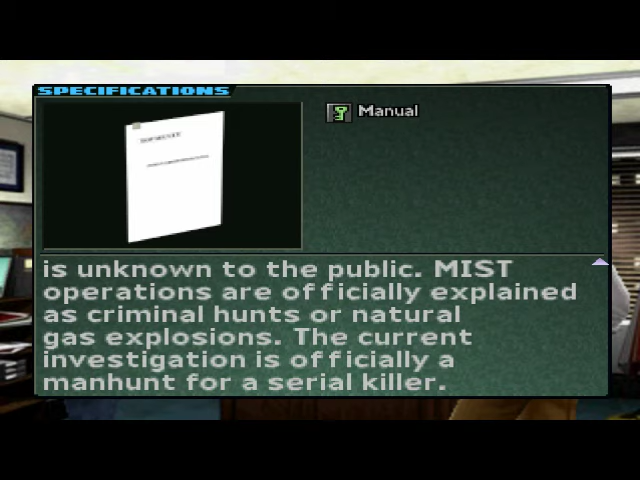 SPECIFICATIONS
Manual
is unknown to the public. MIST
operations are officially explained
as criminal hunts or natural
gas explosions. The current
investigation is officially a
manhunt for a serial killer.